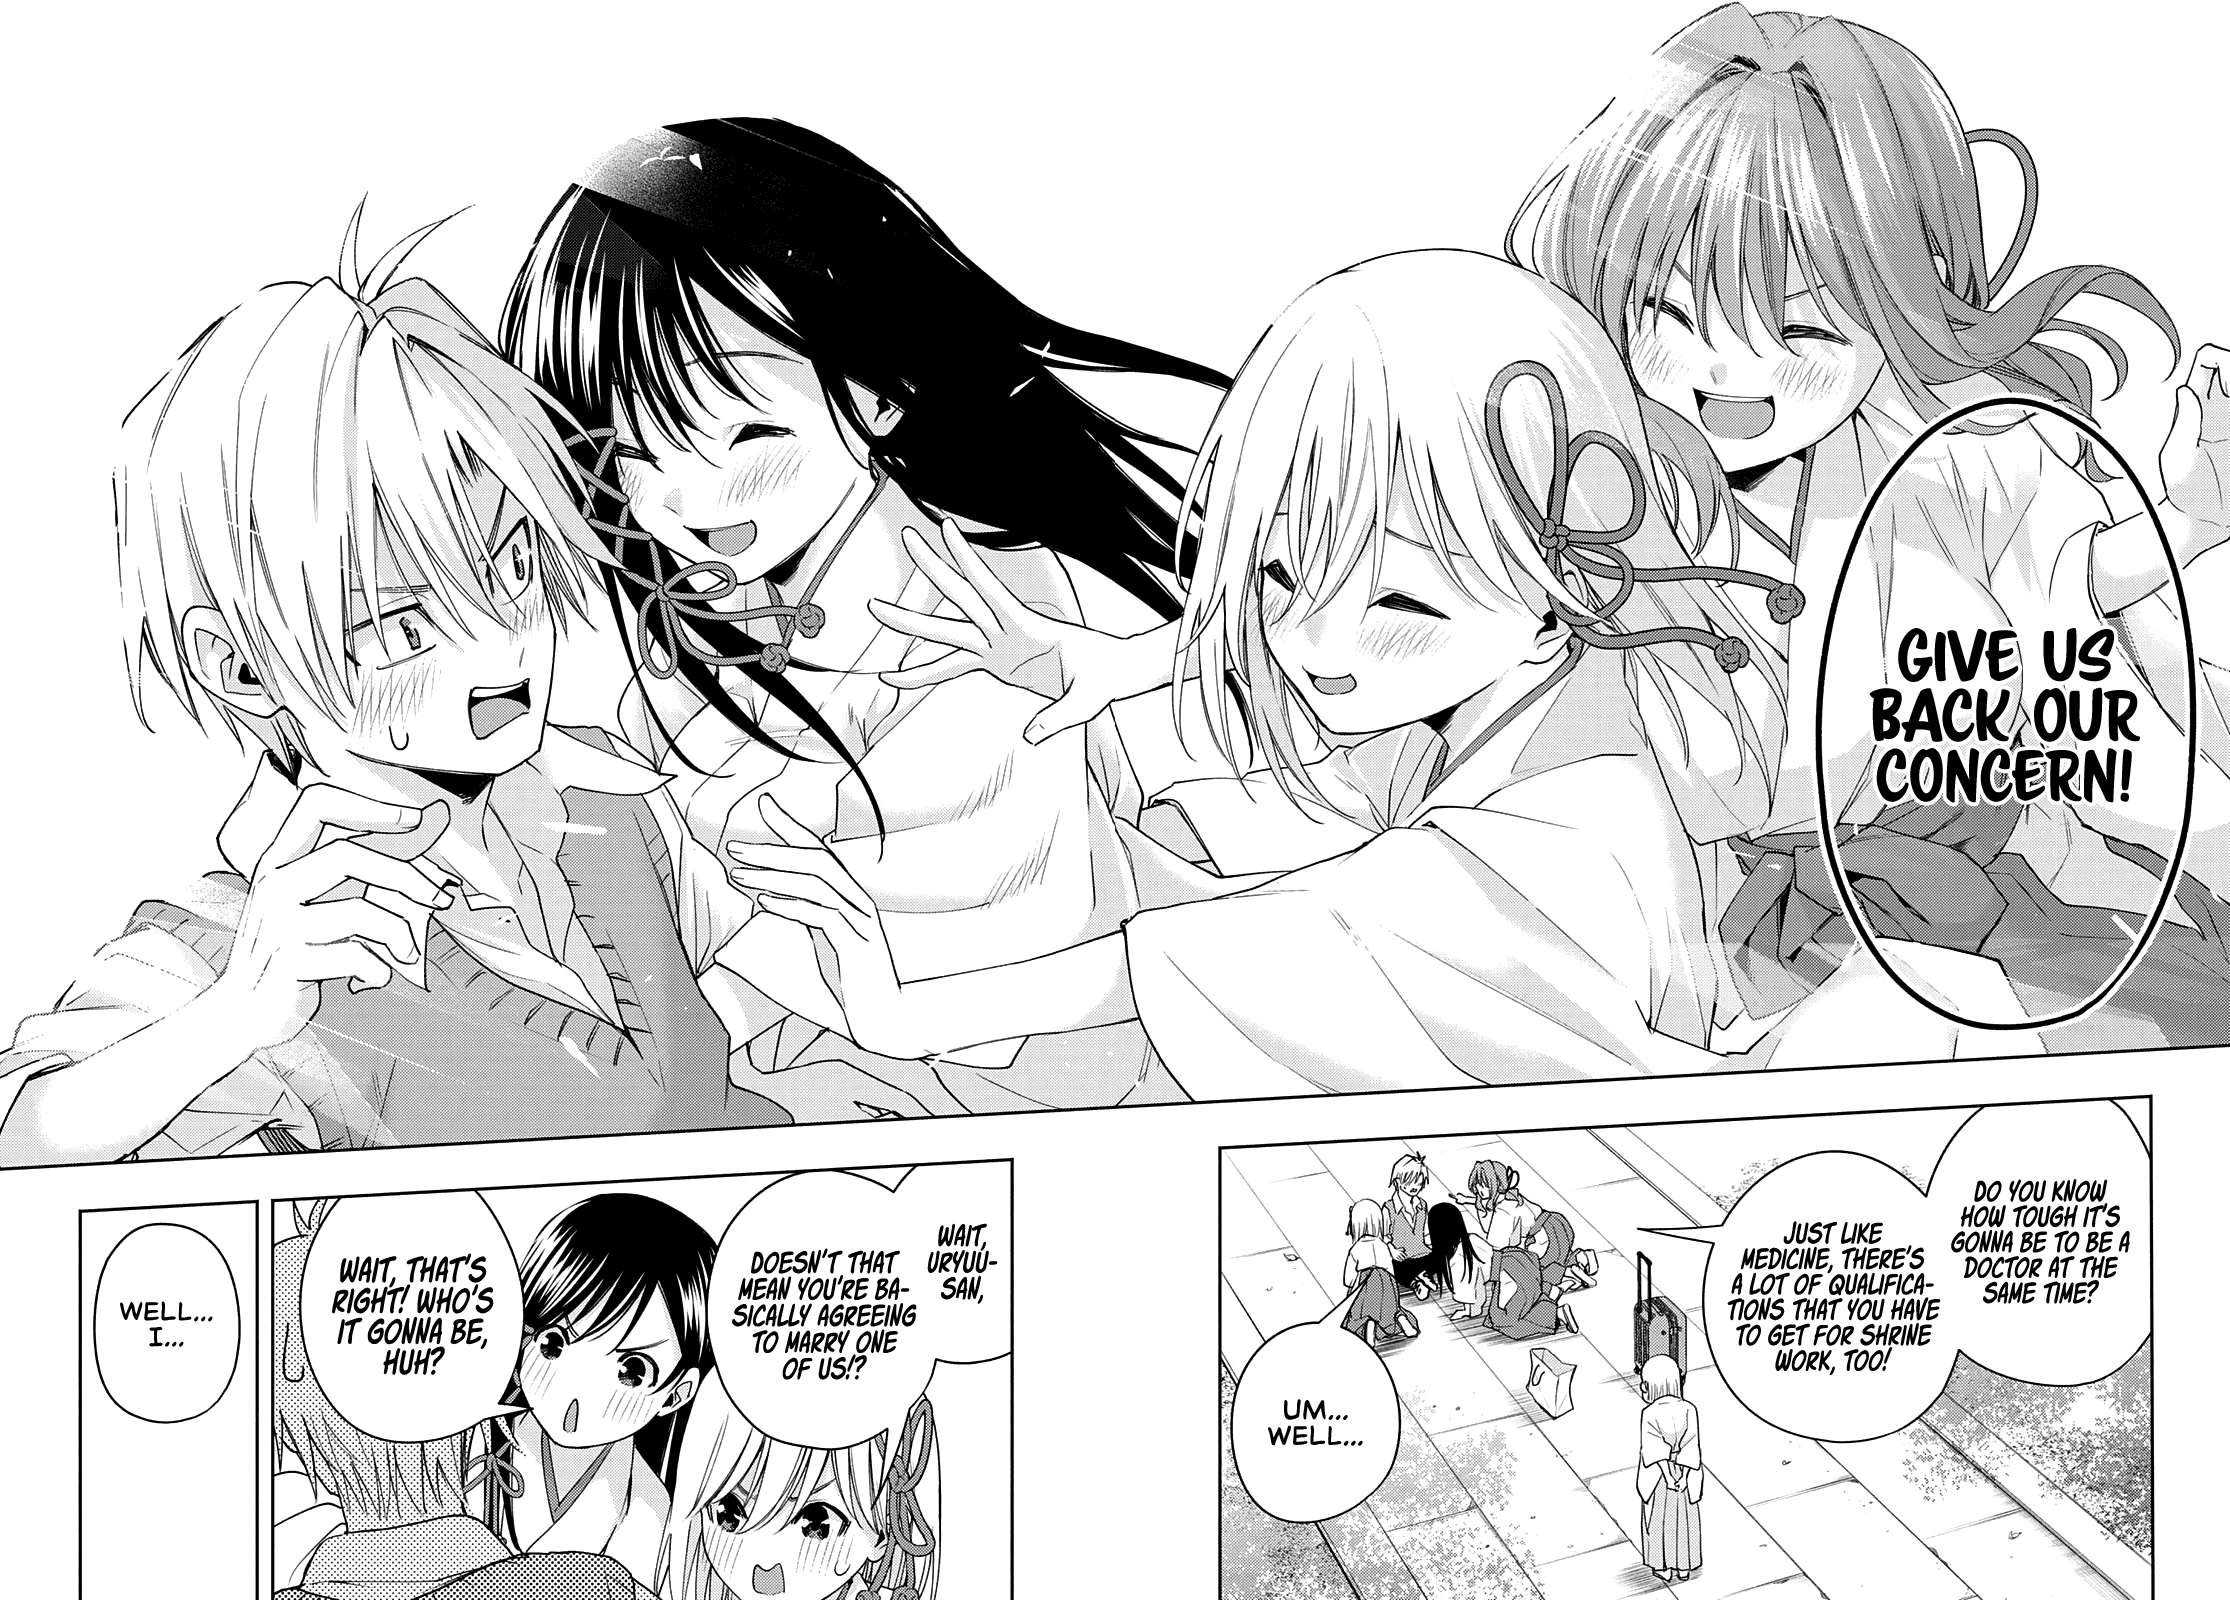 GIVE US
BACK OUR
CONCERN!
DO YOU KNOW
HOW TOUGH IT'S
GONNA BE TO BE A
DOCTOR AT THE
SAME TIME?
JUST LIKE
MEDICINE, THERE'S
A LOT OF QUALIFICA-
TIONS THAT YOU HAVE
TO GET FOR SHRINE
WORK, TOO!
UM...
WELL...
WAIT,
URYUU-
SAN,
DOESN'T THAT
MEAN YOU'RE BA-
SICALLY AGREEING
TO MARRY ONE
OF US!?
WAIT, THAT'S
RIGHT! WHO'S
IT GONNA BE,
HUH?
WELL...
I...